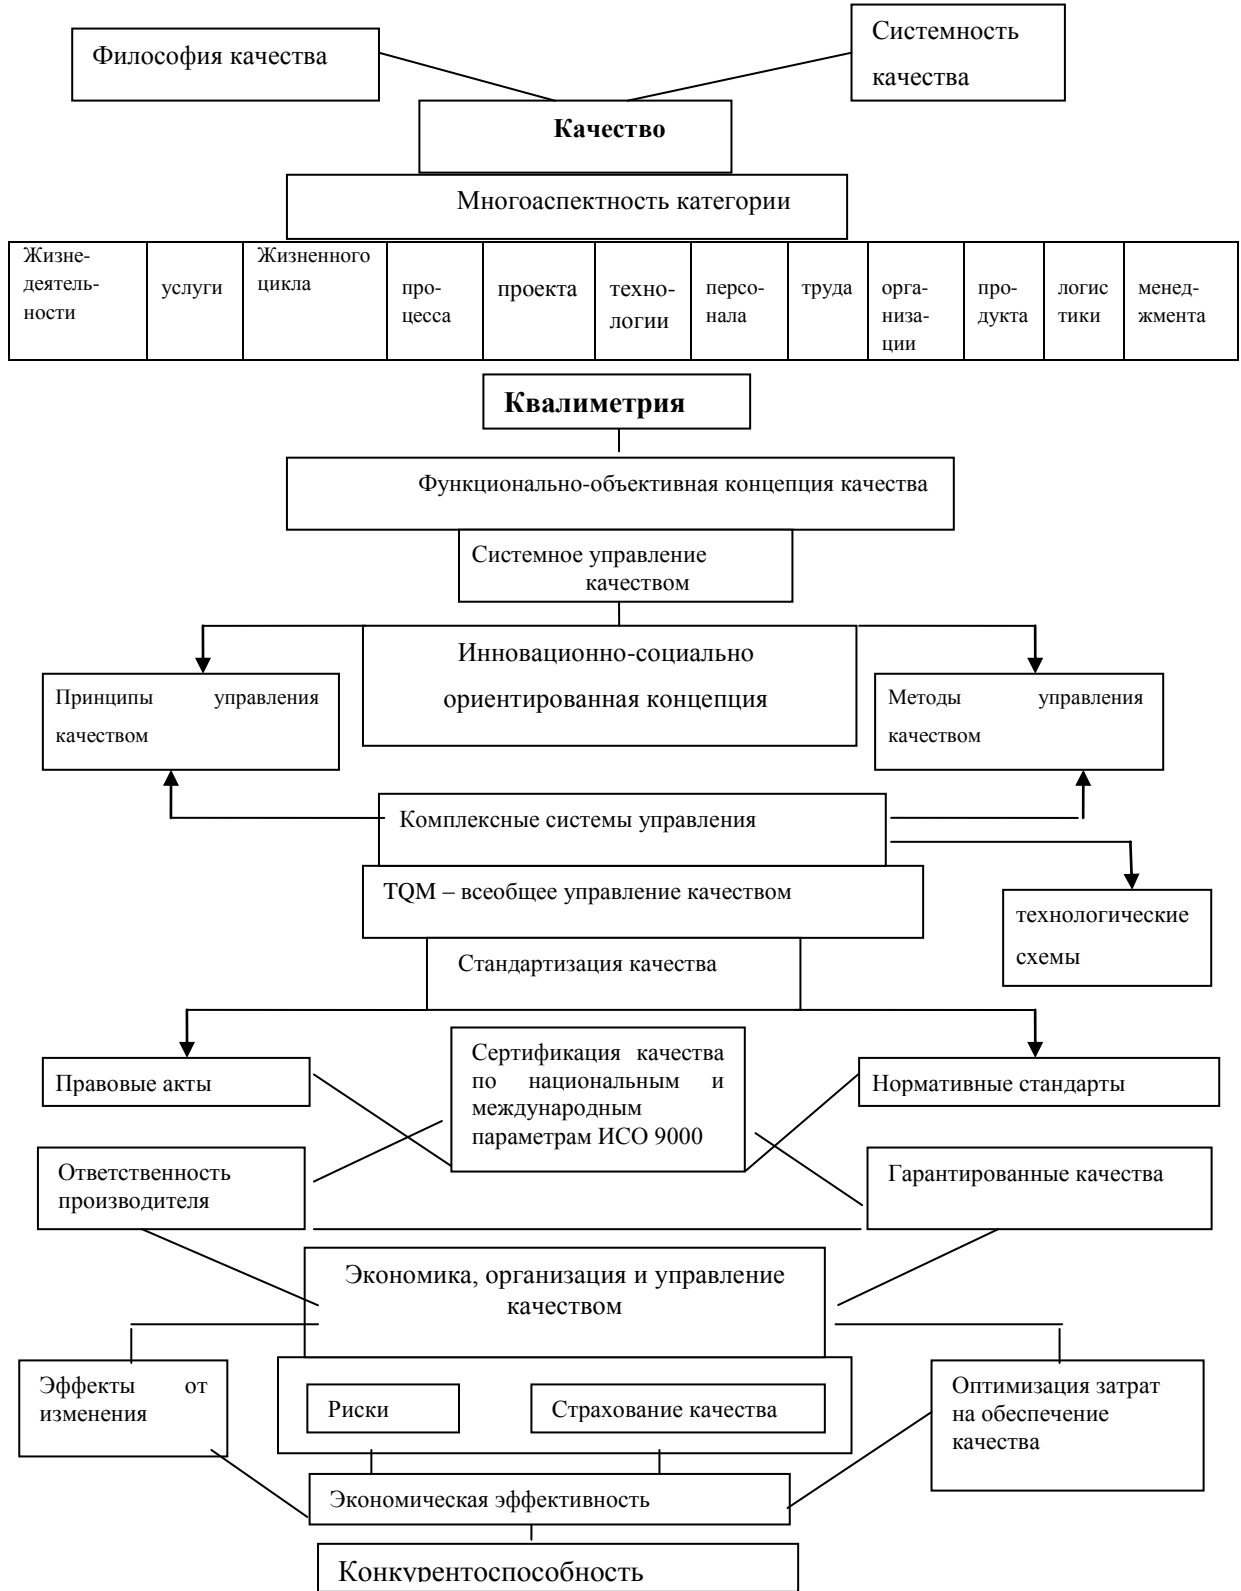 Философия качества
Системность
качества
Качество
Многоаспектность категории
Жизне-
деятель-
ности
услуги
Жизненного
цикла
про-
цесса
проекта
техно-
логии
персо-
нала
труда
орга-
низа-
ции
про-
дукта
логис
тики
менед-
жмента
Квалиметрия
Функционально-объективная концепция качества
Системное управление
качеством
Инновационно-социально
ориентированная концепция
Принципы управления
качеством
Методы управления
качеством
Комплексные системы управления
TQM – всеобщее управление качеством
технологические
схемы
Стандартизация качества
Правовые акты
Сертификация качества
по национальным и
международным
параметрам ИСО 9000
Нормативные стандарты
Ответственность
производителя
Гарантированные качества
Экономика, организация и управление
качеством
Эффекты от
изменения
Риски
Страхование качества
Оптимизация затрат
на обеспечение
качества
Экономическая эффективность
Конкурентоспособность